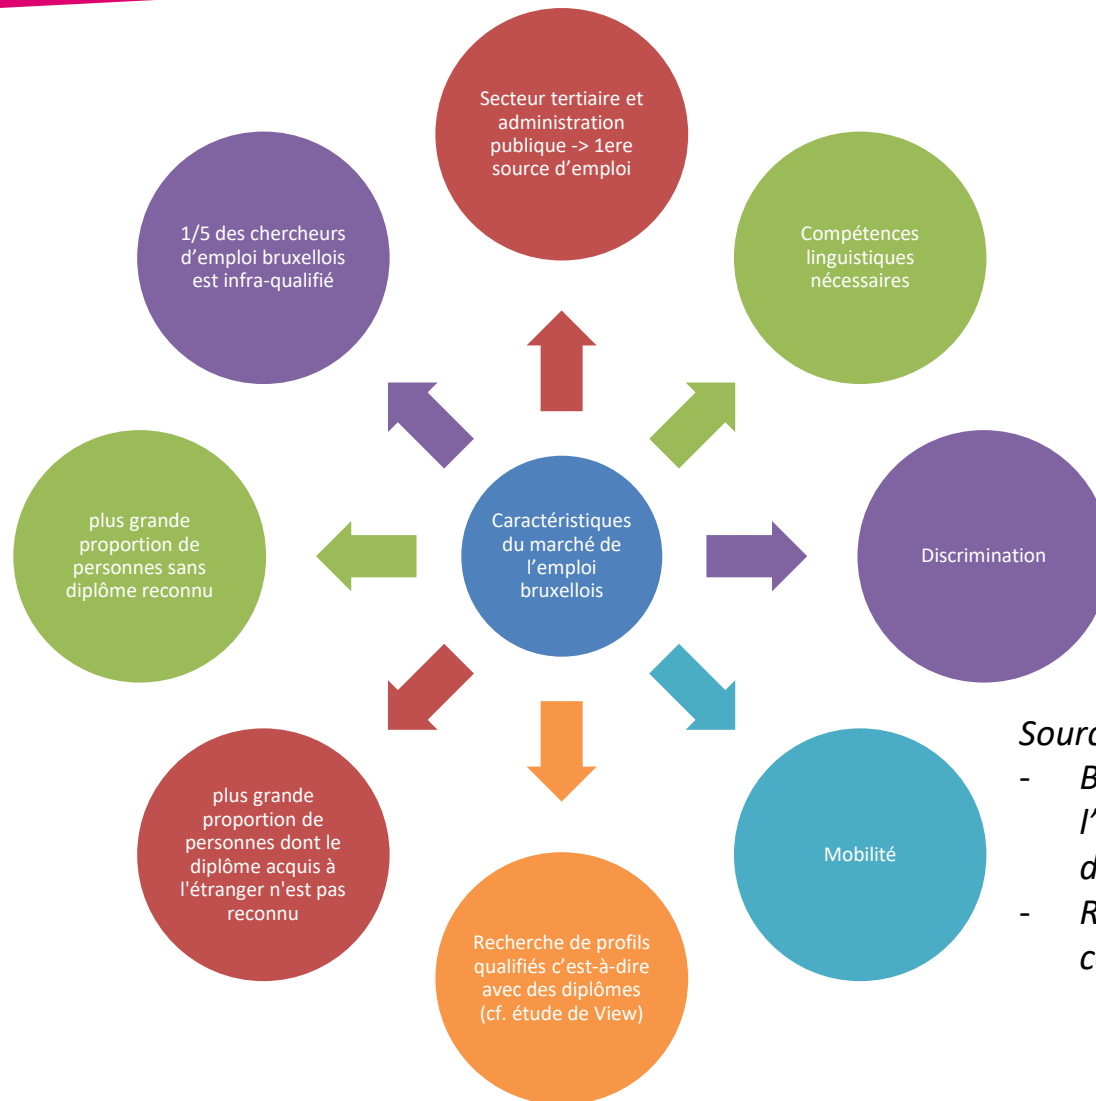 Secteur tertiaire et
administration
publique -> 1ere
source d'emploi
Compétences
linguistiques
nécessaires
Discrimination
Mobilité
Recherche de profils
qualifiés c'est-à-dire
avec des diplômes
(cf. étude de View)
plus grande
proportion de
personnes dont le
diplôme acquis à
l'étranger n'est pas
reconnu
plus grande
proportion de
personnes sans
diplôme reconnu
1/5 des chercheurs
d'emploi bruxellois
est infra-qualifié
Caractéristiques
du marché de
l'emploi
bruxellois